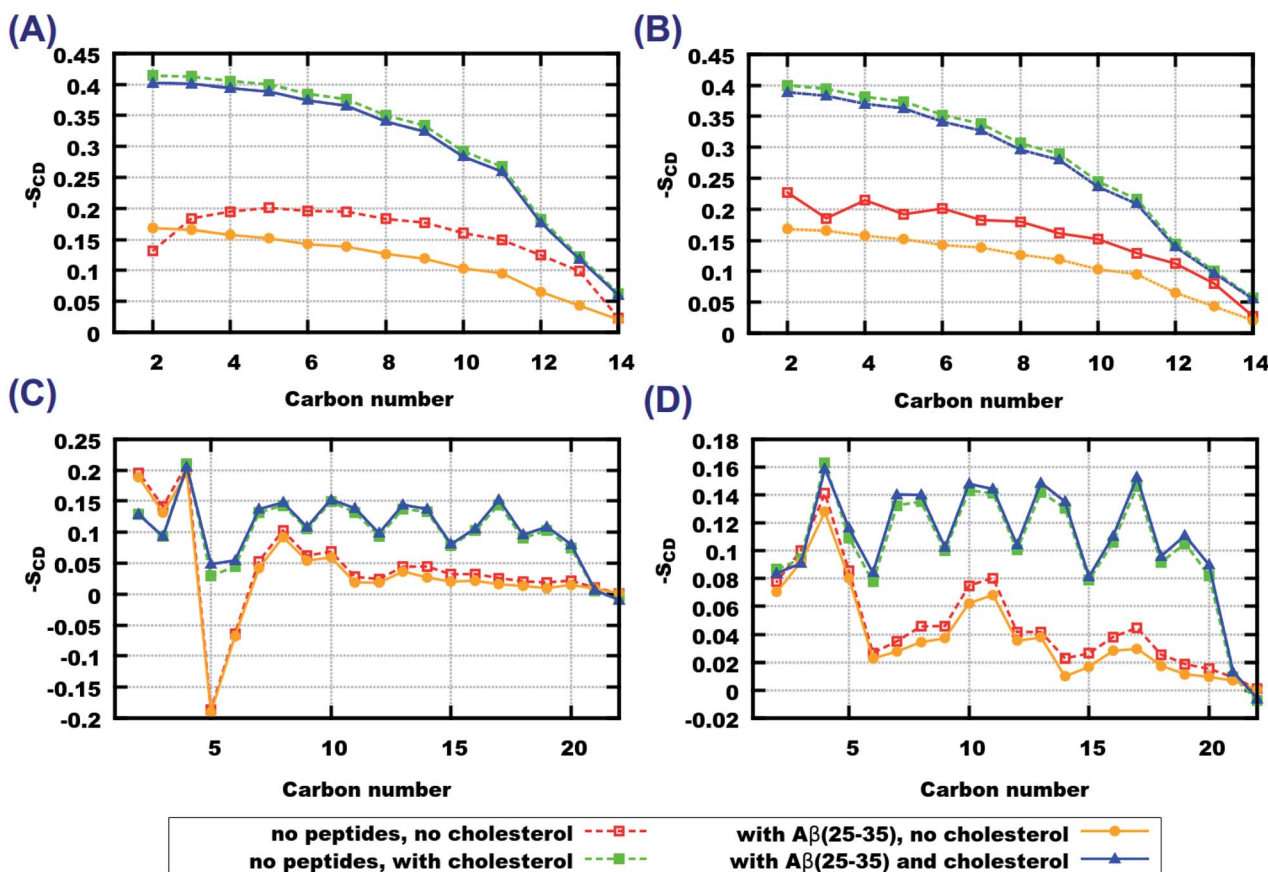 (A)
0.45
0.4
0.35
0.3
0.25
0.2
0.15
0.1
0.05
0
-SCD
2 4 6 8 10 12 14
Carbon number
(B)
0.45
0.4
0.35
0.3
0.25
0.2
0.15
0.1
0.05
0
-SCD
2 4 6 8 10 12 14
Carbon number
(C)
0.25
0.2
0.15
0.1
0.05
0
-0.05
-0.1
-0.15
-0.2
-SCD
5 10 15 20
Carbon number
(D)
0.18
0.16
0.14
0.12
0.1
0.08
0.06
0.04
0.02
0
-0.02
-SCD
5 10 15 20
Carbon number
no peptides, no cholesterol
no peptides, with cholesterol
with Aβ(25-35), no cholesterol
with Aβ(25-35) and cholesterol